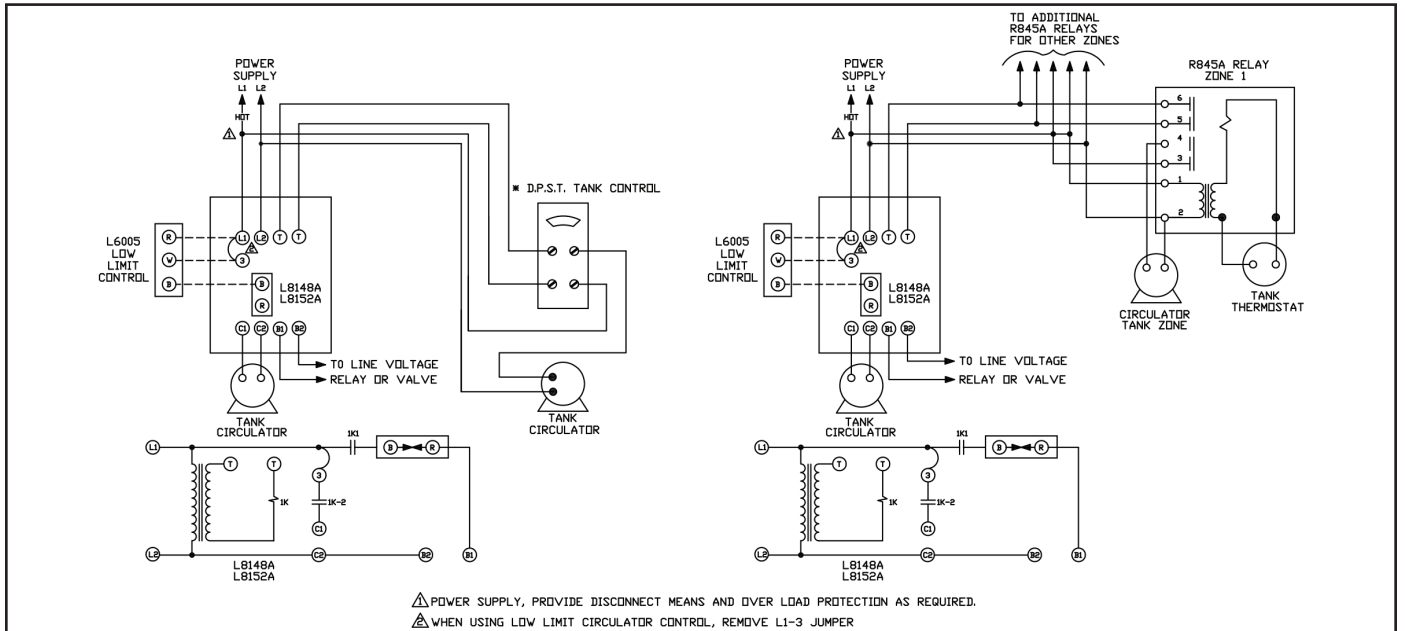 TO ADDITIONAL
R845A RELAYS
FOR OTHER ZONES
POWER
SUPPLY
L1 L2
HOT
1
* D.P.S.T. TANK CONTROL
L6005
LOW
LIMIT
CONTROL
R
W
B
L1 L2 T T
2
3
B
R
L8148A
L8152A
C1 C2 B1 B2
TO LINE VOLTAGE
RELAY OR VALVE
TANK
CIRCULATOR
TANK
CIRCULATOR
L1
1K1
B R
T T
3
1K
1K-2
C1
L2
C2
B2
B1
L8148A
L8152A
POWER
SUPPLY
L1 L2
HOT
1
R845A RELAY
ZONE 1
6
5
4
3
1
2
L6005
LOW
LIMIT
CONTROL
R
W
B
L1 L2 T T
2
3
B
R
L8148A
L8152A
C1 C2 B1 B2
TO LINE VOLTAGE
RELAY OR VALVE
TANK
CIRCULATOR
CIRCULATOR
TANK ZONE
TANK
THERMOSTAT
L1
1K1
B R
T T
3
1K
1K-2
C1
L2
C2
B2
B1
L8148A
L8152A
1 POWER SUPPLY, PROVIDE DISCONNECT MEANS AND OVER LOAD PROTECTION AS REQUIRED.
2 WHEN USING LOW LIMIT CIRCULATOR CONTROL, REMOVE L1-3 JUMPER